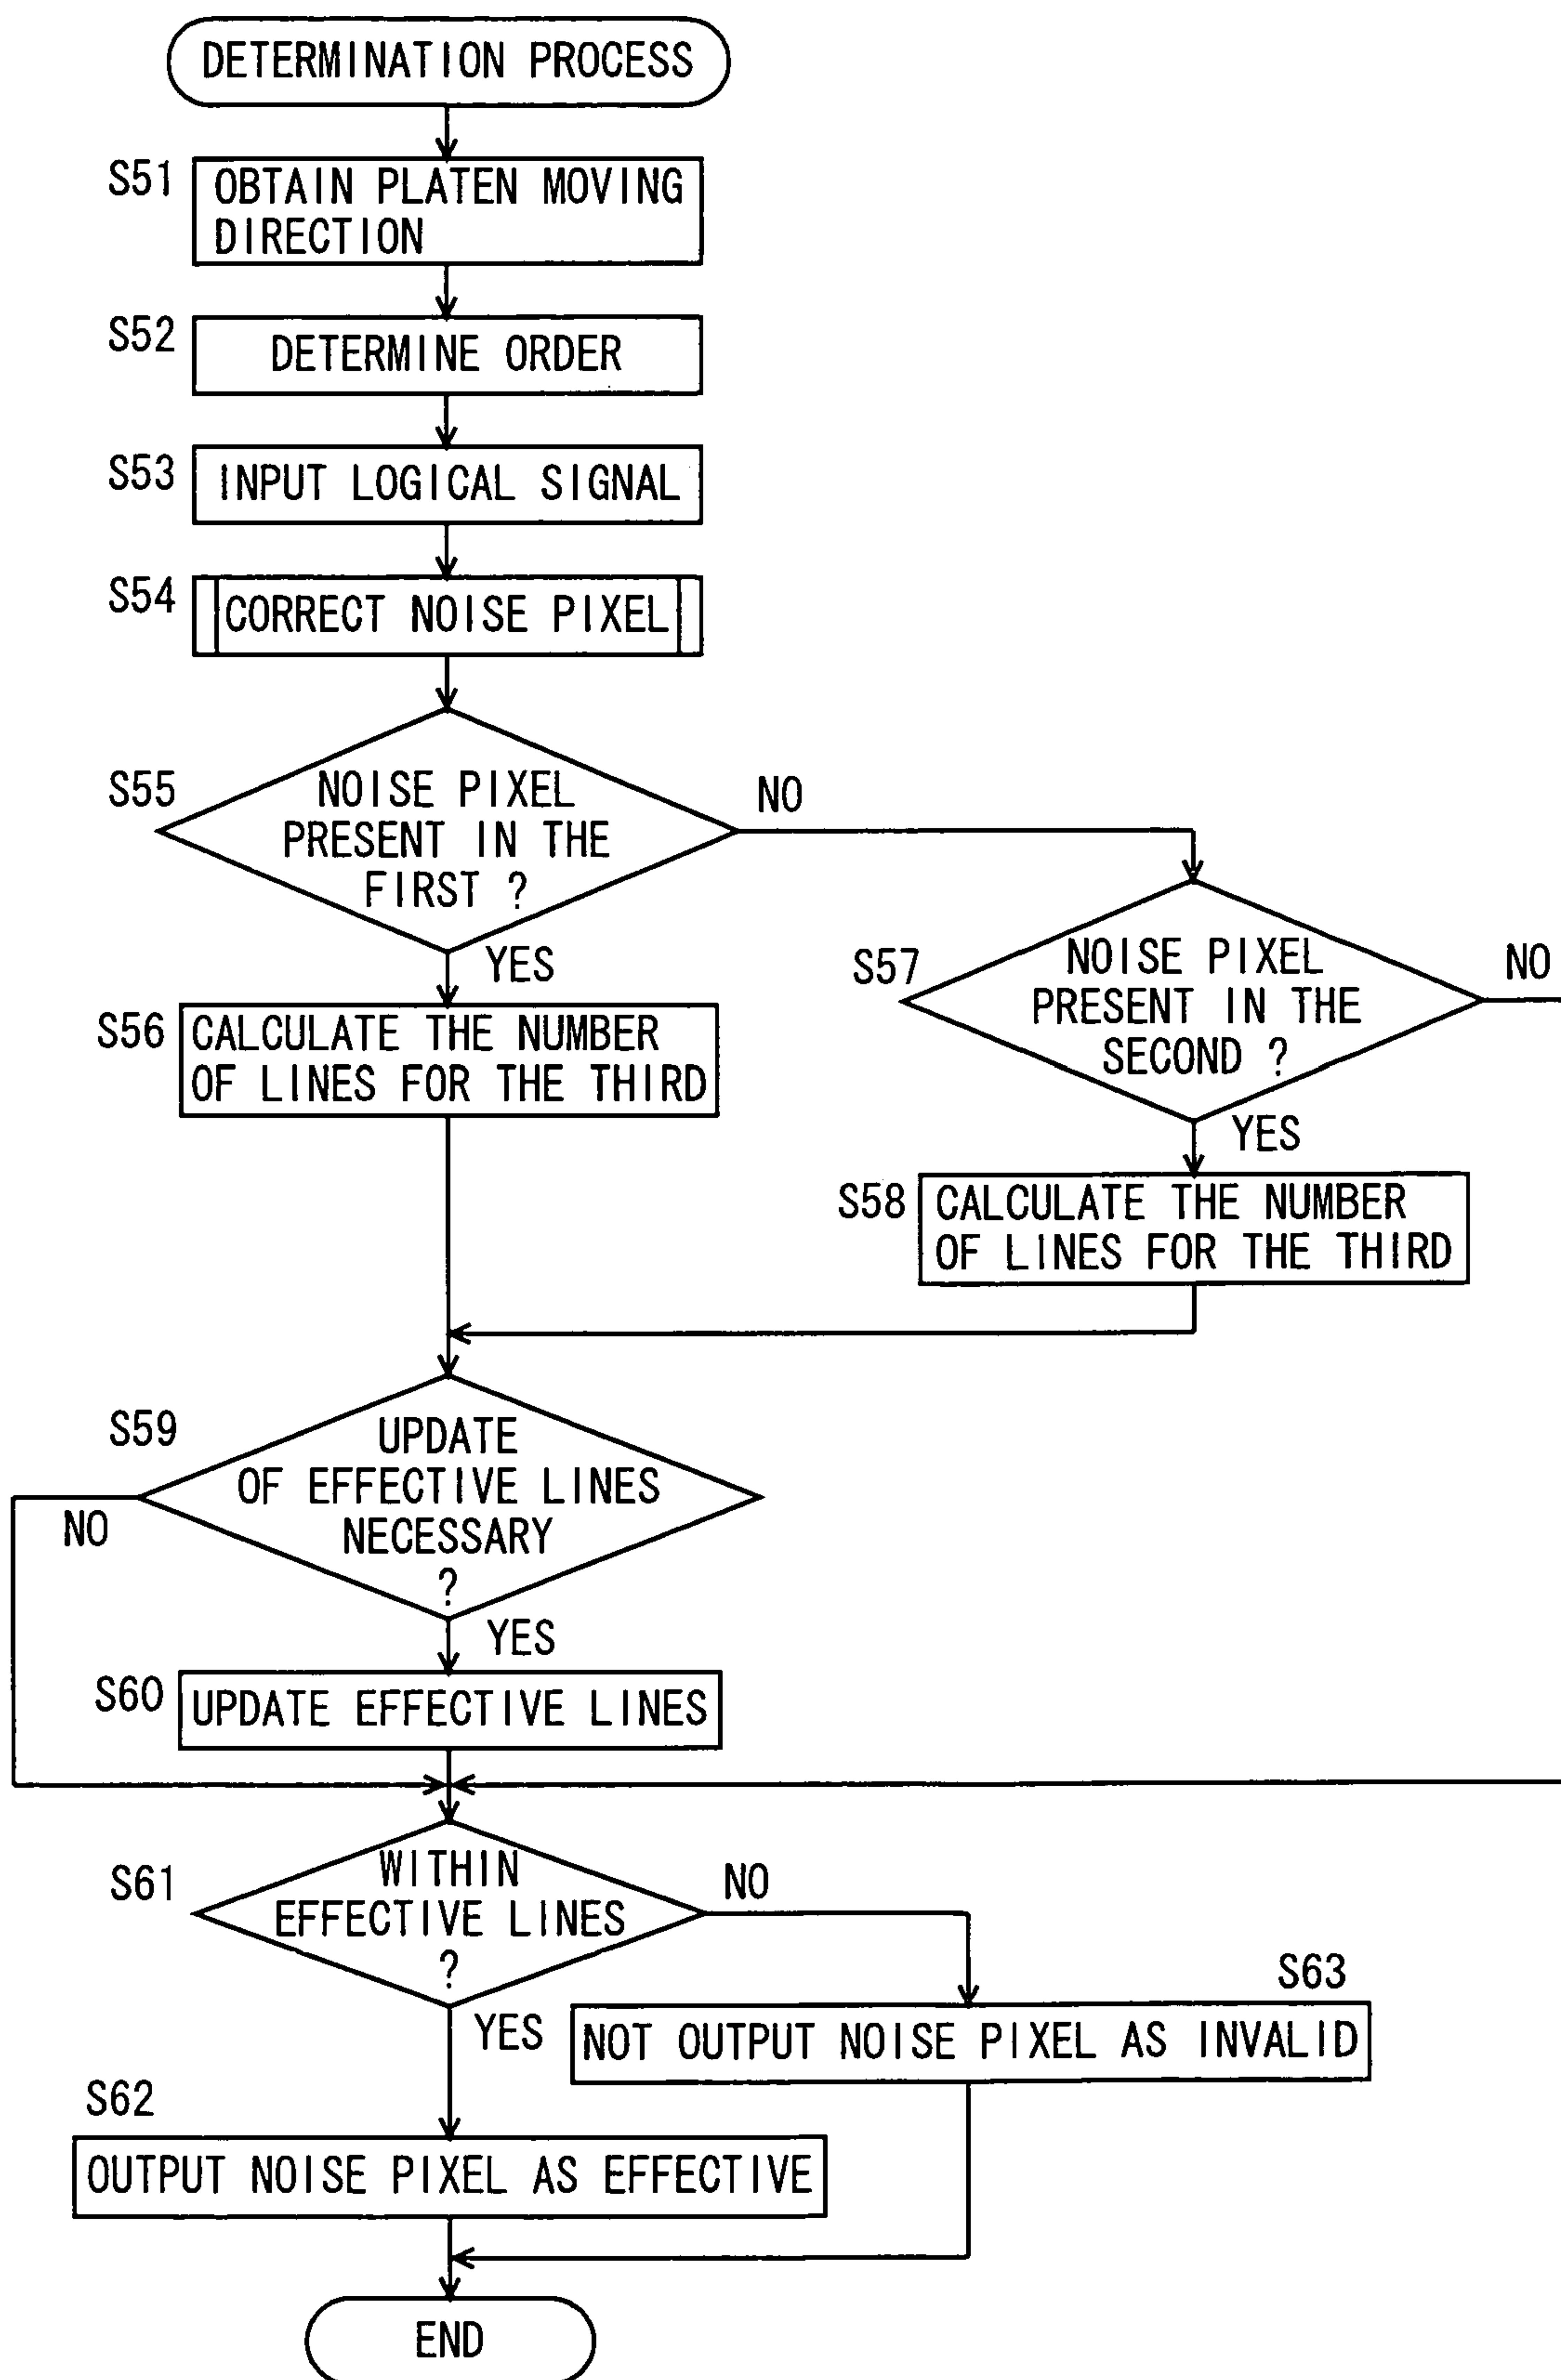 DETERMINATION PROCESS
S51
OBTAIN PLATEN MOVING
DIRECTION
S52
DETERMINE ORDER
S53
INPUT LOGICAL SIGNAL
S54
CORRECT NOISE PIXEL
S55
NOISE PIXEL
PRESENT IN THE
FIRST ?
NO
YES
S56
CALCULATE THE NUMBER
OF LINES FOR THE THIRD
S57
NOISE PIXEL
PRESENT IN THE
SECOND ?
NO
YES
S58
CALCULATE THE NUMBER
OF LINES FOR THE THIRD
S59
UPDATE
OF EFFECTIVE LINES
NECESSARY
?
NO
YES
S60
UPDATE EFFECTIVE LINES
S61
WITHIN
EFFECTIVE LINES
?
NO
YES
S63
NOT OUTPUT NOISE PIXEL AS INVALID
S62
OUTPUT NOISE PIXEL AS EFFECTIVE
END